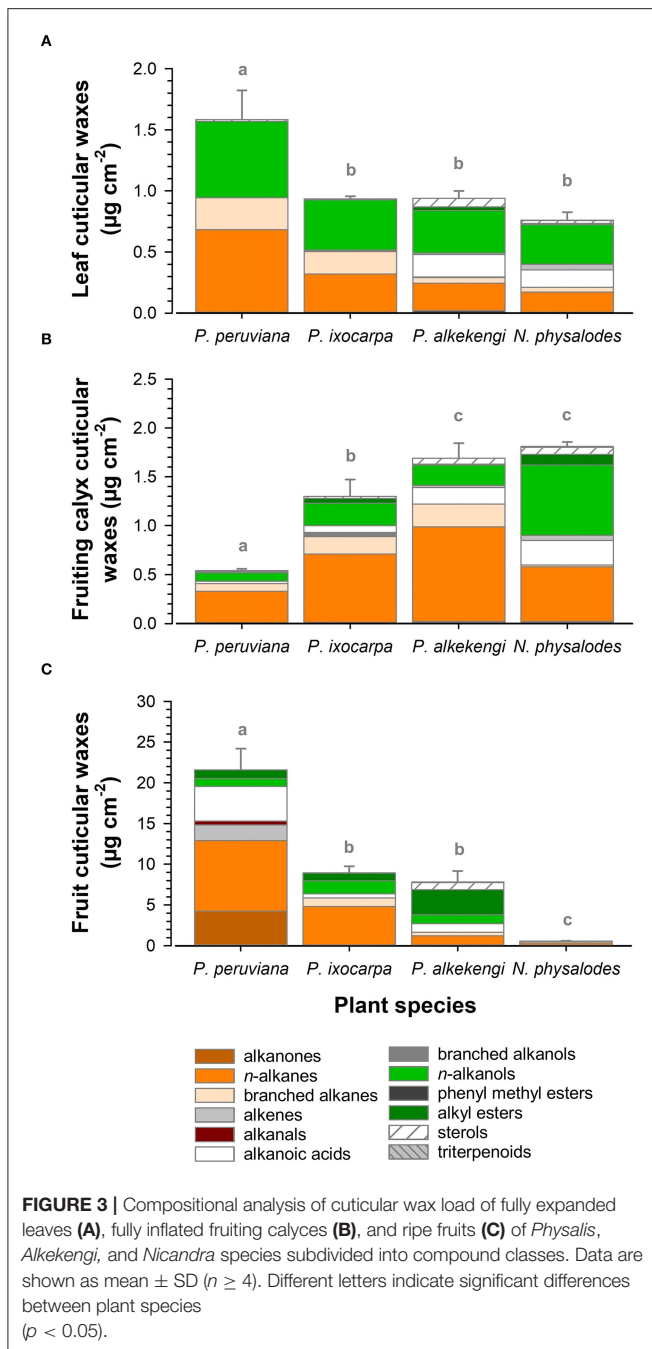 A
Leaf cuticular waxes
(µg cm-2)
2.0
1.5
1.0
0.5
0.0
a
b
b
b
P. peruviana P. ixocarpa P. alkekengi N. physalodes
B
Fruiting calyx cuticular
waxes (µg cm-2)
2.5
2.0
1.5
1.0
0.5
0.0
a
b
c
c
P. peruviana P. ixocarpa P. alkekengi N. physalodes
C
Fruit cuticular waxes
(µg cm-2)
30
25
20
15
10
5
0
a
b
b
c
P. peruviana P. ixocarpa P. alkekengi N. physalodes
Plant species
alkanones
n-alkanes
branched alkanes
alkenes
alkanals
alkanoic acids
branched alkanols
n-alkanols
phenyl methyl esters
alkyl esters
sterols
triterpenoids
FIGURE 3 | Compositional analysis of cuticular wax load of fully expanded
leaves (A), fully inflated fruiting calyces (B), and ripe fruits (C) of Physalis,
Alkekengi, and Nicandra species subdivided into compound classes. Data are
shown as mean ± SD (n ≥ 4). Different letters indicate significant differences
between plant species
(p < 0.05).